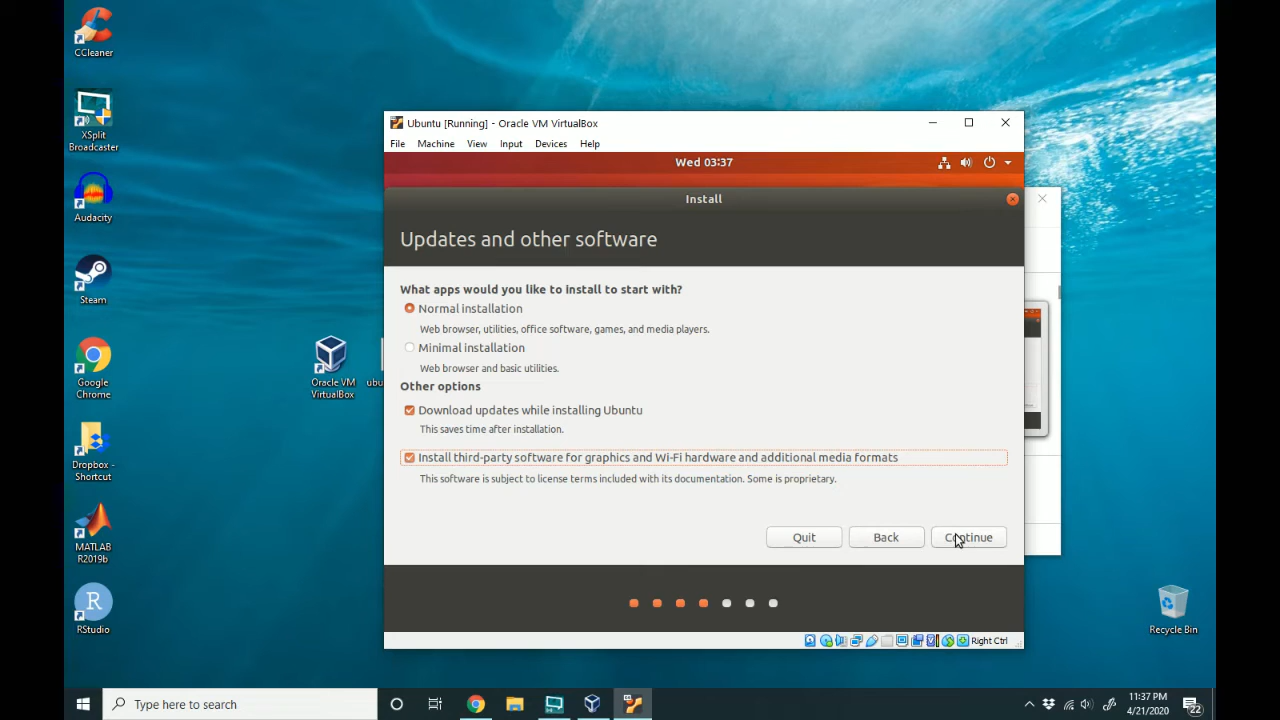 CCleaner
XSplit
Broadcaster
Audacity
Steam
Google
Chrome
Dropbox -
Shortcut
MATLAB
R2019b
R
RStudio
Oracle VM
VirtualBox
ubu
Ubuntu [Running] - Oracle VM VirtualBox
File Machine View Input Devices Help
Wed 03:37
Install
Updates and other software
What apps would you like to install to start with?
Normal installation
Web browser, utilities, office software, games, and media players.
Minimal installation
Web browser and basic utilities.
Other options
Download updates while installing Ubuntu
This saves time after installation.
Install third-party software for graphics and Wi-Fi hardware and additional media formats
This software is subject to license terms included with its documentation. Some is proprietary.
Quit Back Continue
Right Ctrl
Recycle Bin
Type here to search
11:37 PM
4/21/2020
22